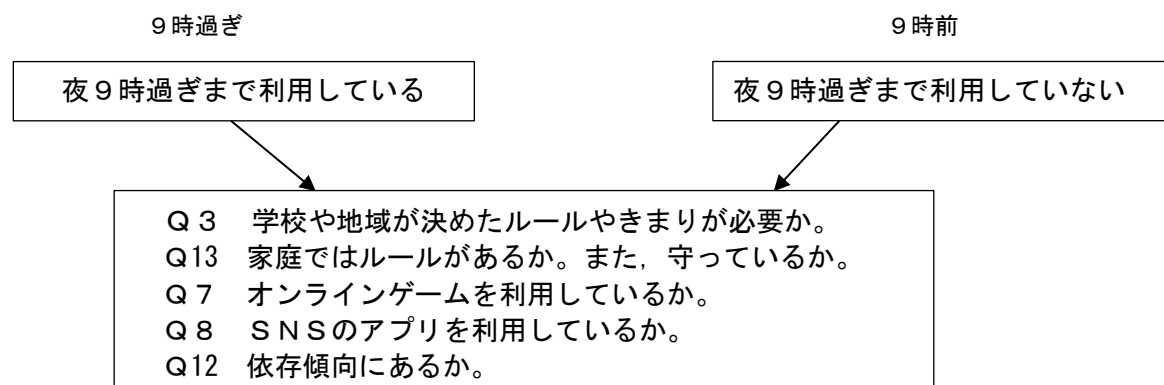 ９時過ぎ
９時前
夜９時過ぎまで利用している
夜９時過ぎまで利用していない
Ｑ３　学校や地域が決めたルールやきまりが必要か。
Ｑ13　家庭ではルールがあるか。また，守っているか。
Ｑ７　オンラインゲームを利用しているか。
Ｑ８　ＳＮＳのアプリを利用しているか。
Ｑ12　依存傾向にあるか。